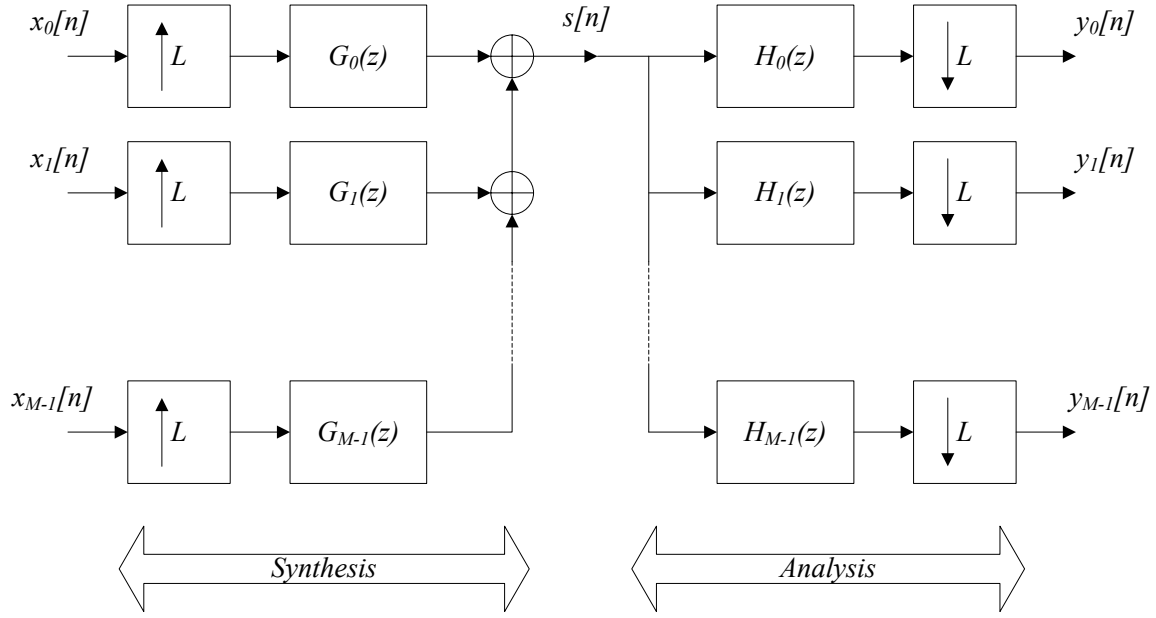 x0[n] L G0(z) s[n] H0(z) L y0[n]
x1[n] L G1(z) H1(z) L y1[n]
xM-1[n] L GM-1(z) HM-1(z) L yM-1[n]
Synthesis Analysis